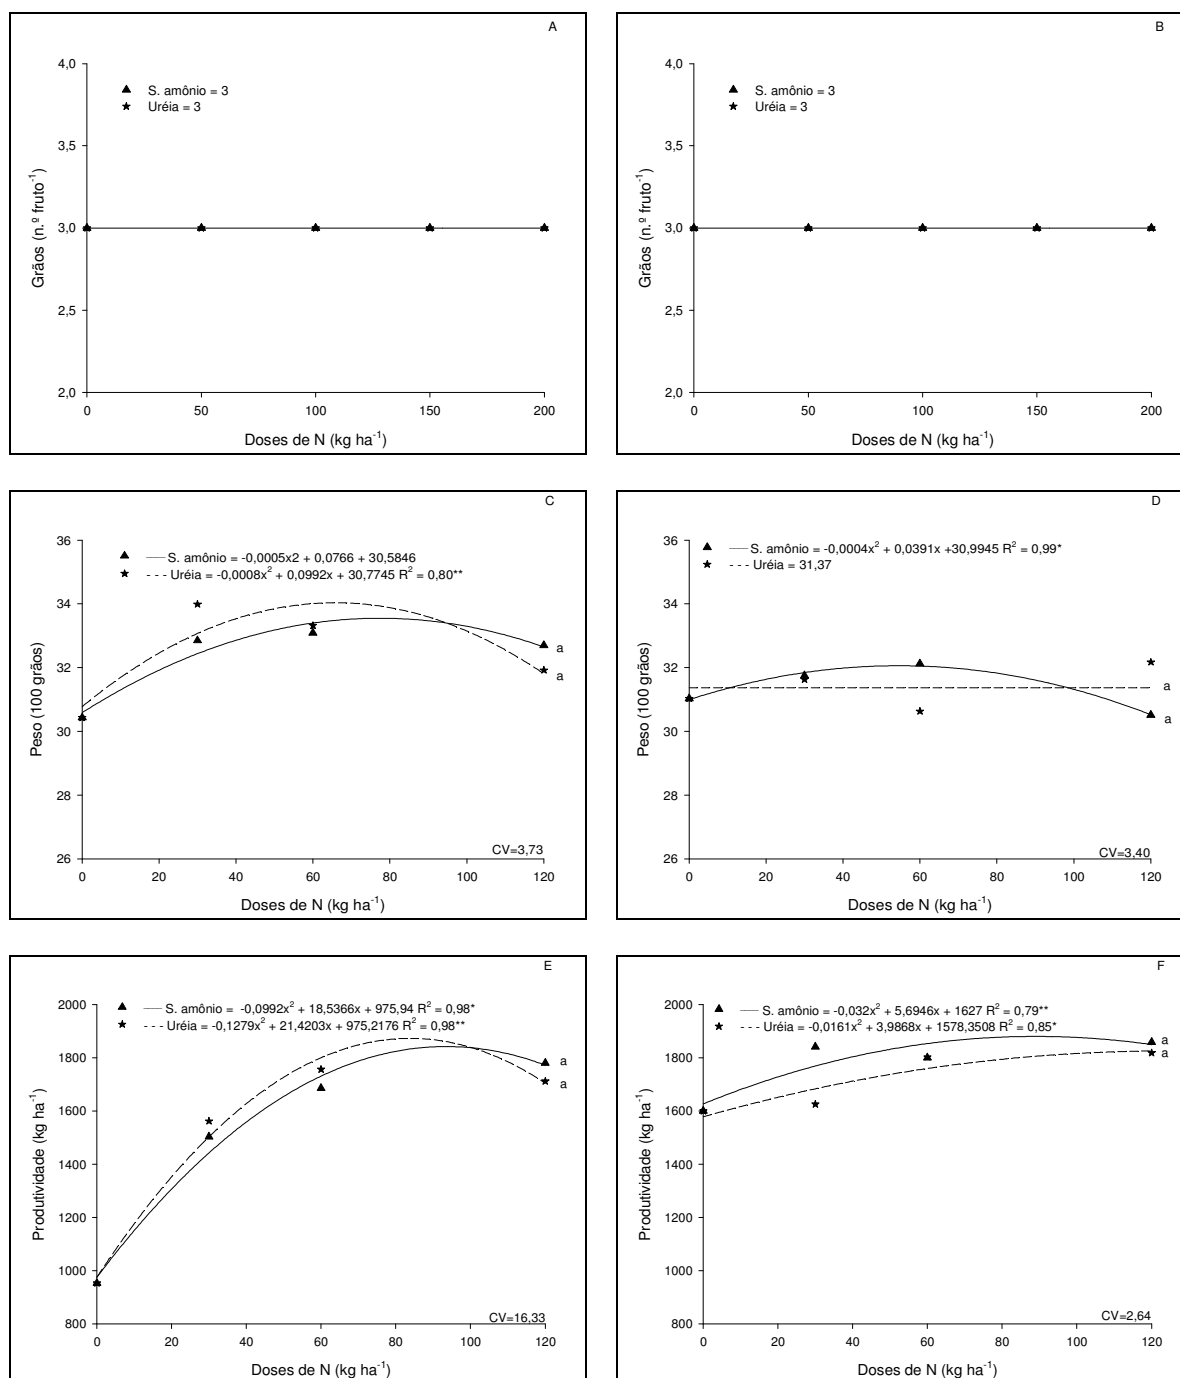 A
4,0
3,5
3,0
2,5
2,0
Grãos (n.º fruto⁻¹)
S. amônio = 3
Uréia = 3
0 50 100 150 200
Doses de N (kg ha⁻¹)
B
4,0
3,5
3,0
2,5
2,0
Grãos (n.º fruto⁻¹)
S. amônio = 3
Uréia = 3
0 50 100 150 200
Doses de N (kg ha⁻¹)
C
36
34
32
30
28
26
Peso (100 grãos)
S. amônio = -0,0005x2 + 0,0766 + 30,5846
Uréia = -0,0008x² + 0,0992x + 30,7745 R² = 0,80**
a
a
CV=3,73
0 20 40 60 80 100 120
Doses de N (kg ha⁻¹)
D
36
34
32
30
28
26
Peso (100 grãos)
S. amônio = -0,0004x² + 0,0391x +30,9945 R² = 0,99*
Uréia = 31,37
a
a
CV=3,40
0 20 40 60 80 100 120
Doses de N (kg ha⁻¹)
E
2000
1800
1600
1400
1200
1000
800
Produtividade (kg ha⁻¹)
S. amônio = -0,0992x² + 18,5366x + 975,94 R² = 0,98*
Uréia = -0,1279x² + 21,4203x + 975,2176 R² = 0,98**
a
a
CV=16,33
0 20 40 60 80 100 120
Doses de N (kg ha⁻¹)
F
2000
1800
1600
1400
1200
1000
800
Produtividade (kg ha⁻¹)
S. amônio = -0,032x² + 5,6946x + 1627 R² = 0,79**
Uréia = -0,0161x² + 3,9868x + 1578,3508 R² = 0,85*
a
a
CV=2,64
0 20 40 60 80 100 120
Doses de N (kg ha⁻¹)